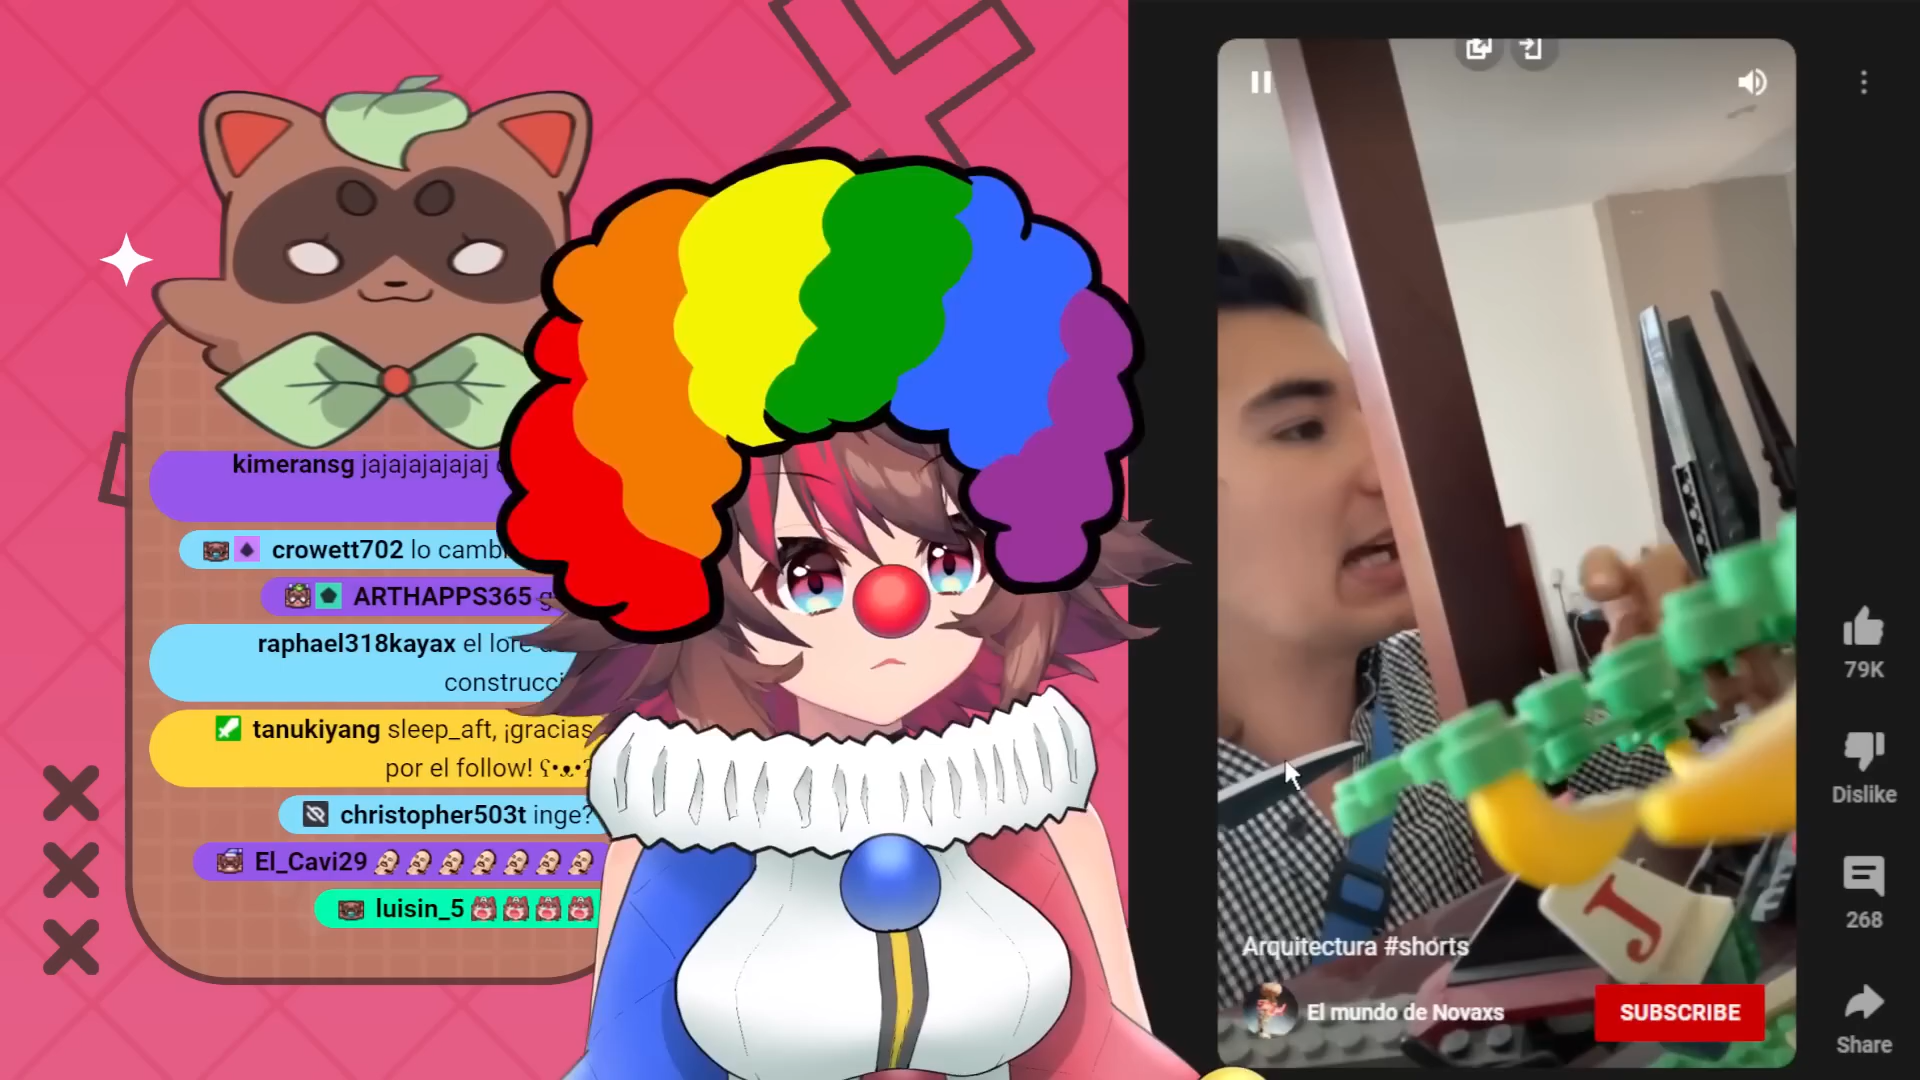 kimeransg jajajajajaj
crowett702 lo camb
ARTHAPPS365 g
raphael318kayax el lore
construcci
tanukiyang sleep_aft, ¡gracias
por el follow! ʕ•ᴥ•ʔ
christopher503t inge?
El_Cavi29
luisin_5
J
Arquitectura #shorts
El mundo de Novaxs
SUBSCRIBE
79K
Dislike
268
Share